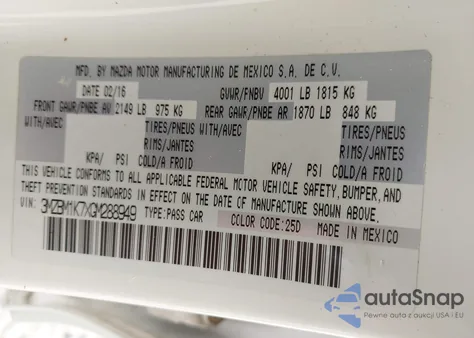 MFD. BY MAZDA MOTOR MANUFACTURING DE MEXICO S.A. DE C.V.
DATE 02/16 GVWR/PNBV 4001 LB 1815 KG
FRONT GAWR/PNBE AV 2149 LB 975 KG REAR GAWR/PNBE AR 1870 LB 848 KG
WITH/AVEC TIRES/PNEUS WITH/AVEC TIRES/PNEUS
RIMS/JANTES RIMS/JANTES
KPA/ PSI COLD/A FROID KPA/ PSI COLD/A FROID
THIS VEHICLE CONFORMS TO ALL APPLICABLE FEDERAL MOTOR VEHICLE SAFETY, BUMPER, AND
THEFT PREVENTION STANDARDS IN EFFECT ON THE DATE OF MANUFACTURE SHOWN ABOVE.
VIN: 3MZBM1K7XGM288949 TYPE:PASS CAR COLOR CODE:25D MADE IN MEXICO
autoSnap
Pewne auta z USA i EU